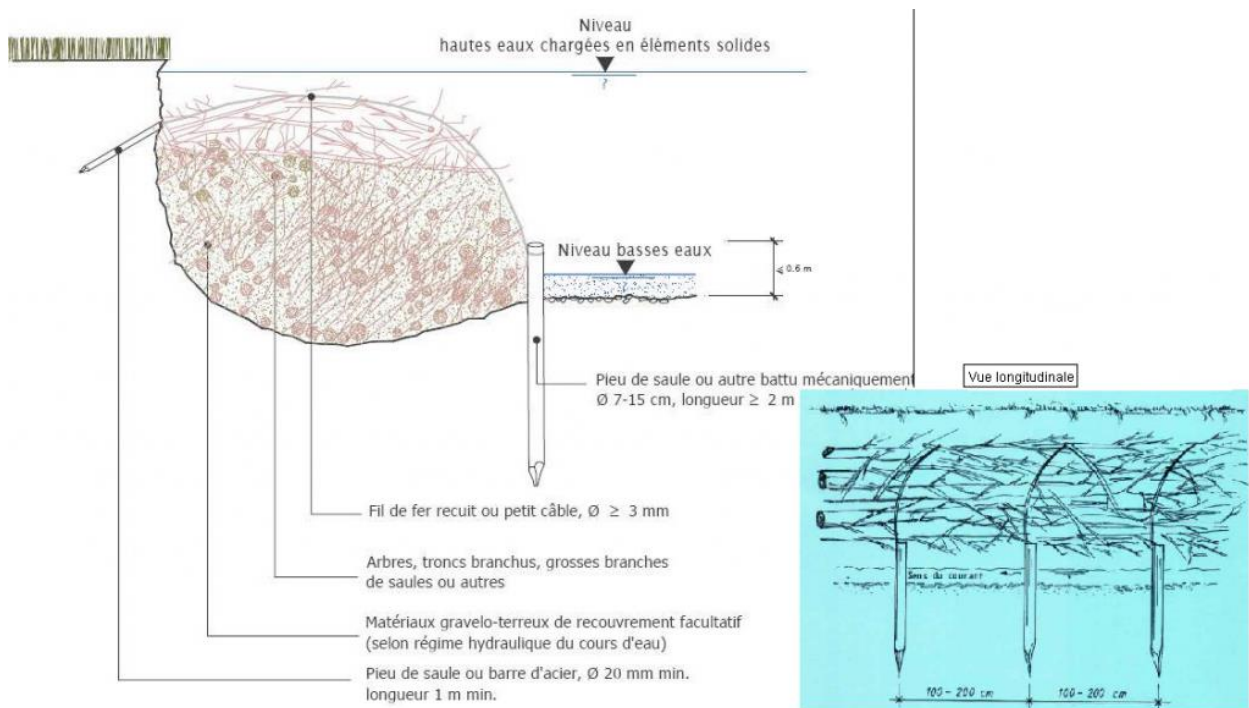 Niveau
hautes eaux chargées en éléments solides
?
Niveau basses eaux
⩽ 0.6 m
Pieu de saule ou autre battu mécaniquement
Ø 7-15 cm, longueur ≥ 2 m
Fil de fer recuit ou petit câble, Ø ≥ 3 mm
Arbres, troncs branchus, grosses branches
de saules ou autres
Matériaux gravelo-terreux de recouvrement facultatif
(selon régime hydraulique du cours d'eau)
Pieu de saule ou barre d'acier, Ø 20 mm min.
longueur 1 m min.
Vue longitudinale
Sens du courant
100 - 200 cm
100 - 200 cm